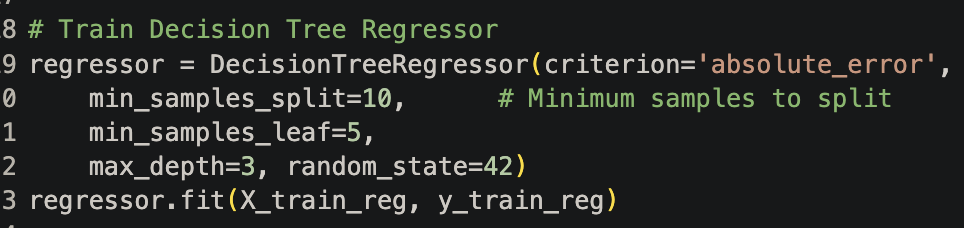 8 # Train Decision Tree Regressor
9 regressor = DecisionTreeRegressor(criterion='absolute_error',
0     min_samples_split=10,      # Minimum samples to split
1     min_samples_leaf=5,
2     max_depth=3, random_state=42)
3 regressor.fit(X_train_reg, y_train_reg)